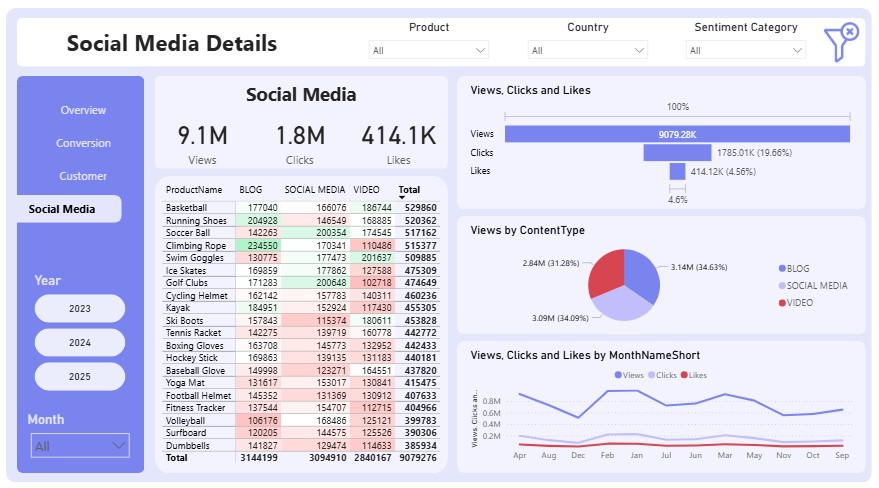 Social Media Details
Product
All
Country
All
Sentiment Category
All
Overview
Conversion
Customer
Social Media
Year
2023
2024
2025
Month
All
Social Media
9.1M 1.8M 414.1K
Views Clicks Likes
ProductName BLOG SOCIAL MEDIA VIDEO Total
Basketball 177040 166076 186744 529860
Running Shoes 204928 146549 168885 520362
Soccer Ball 142263 200354 174545 517162
Climbing Rope 234550 170341 110486 515377
Swim Goggles 130775 177473 201637 509885
Ice Skates 169859 177862 127588 475309
Golf Clubs 171283 200648 102718 474649
Cycling Helmet 162142 157783 140311 460236
Kayak 184951 152924 117430 455305
Ski Boots 157843 115374 180611 453828
Tennis Racket 142275 139719 160778 442772
Boxing Gloves 163708 145773 132952 442433
Hockey Stick 169863 139135 131183 440181
Baseball Glove 149998 123271 164551 437820
Yoga Mat 131617 153017 130841 415475
Football Helmet 145352 131369 130912 407633
Fitness Tracker 137544 154707 112715 404966
Volleyball 106176 168486 125121 399783
Surfboard 120205 144575 125526 390306
Dumbbells 141827 129474 114633 385934
Total 3144199 3094910 2840167 9079276
Views, Clicks and Likes
100%
Views 9079.28K
Clicks 1785.01K (19.66%)
Likes 414.12K (4.56%)
4.6%
Views by ContentType
2.84M (31.28%)
3.14M (34.63%)
3.09M (34.09%)
BLOG
SOCIAL MEDIA
VIDEO
Views, Clicks and Likes by MonthNameShort
Views Clicks Likes
Views, Clicks an...
0.8M
0.6M
0.4M
0.2M
Apr Aug Dec Feb Jan Jul Jun Mar May Nov Oct Sep